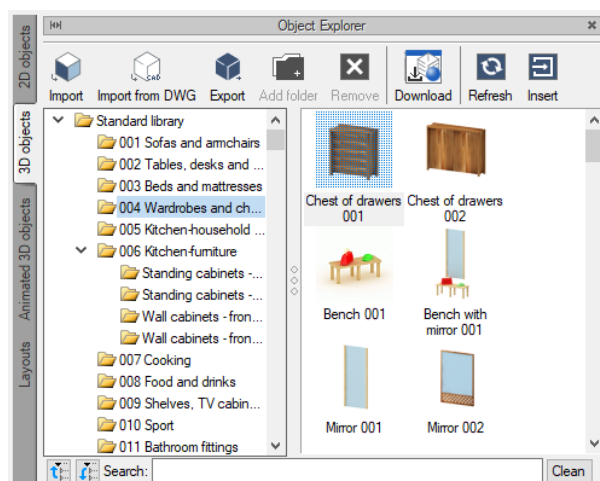 Object Explorer
2D objects
3D objects
Animated 3D objects
Layouts
Import
Import from DWG
Export
Add folder
Remove
Download
Refresh
Insert
CAD
Standard library
001 Sofas and armchairs
002 Tables, desks and ...
003 Beds and mattresses
004 Wardrobes and ch...
005 Kitchen-household ...
006 Kitchen-furniture
Standing cabinets -...
Standing cabinets -...
Wall cabinets - fron...
Wall cabinets - fron...
007 Cooking
008 Food and drinks
009 Shelves, TV cabin...
010 Sport
011 Bathroom fittings
Chest of drawers
001
Chest of drawers
002
Bench 001
Bench with
mirror 001
Mirror 001
Mirror 002
Search:
Clean